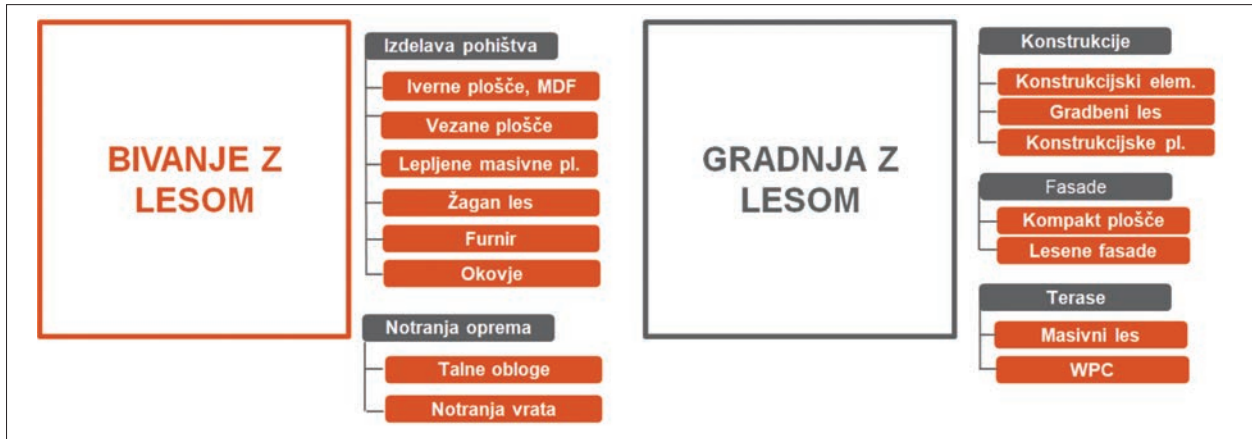 BIVANJE Z
LESOM
Izdelava pohištva
Iverne plošče, MDF
Vezane plošče
Lepljene masivne pl.
Žagan les
Furnir
Okovje
Notranja oprema
Talne obloge
Notranja vrata
GRADNJA Z
LESOM
Konstrukcije
Konstrukcijski elem.
Gradbeni les
Konstrukcijske pl.
Fasade
Kompakt plošče
Lesene fasade
Terase
Masivni les
WPC